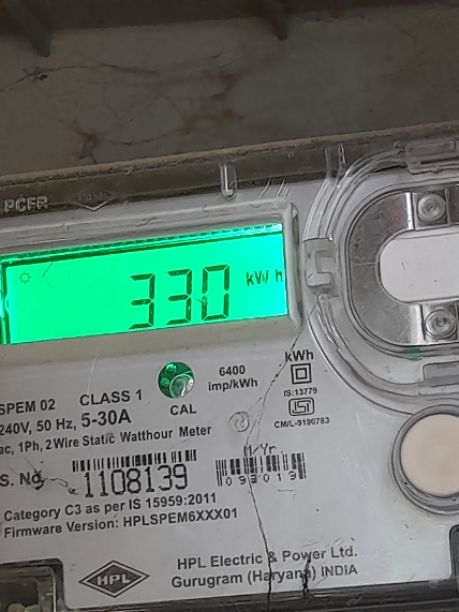 PCFR
330 kWh
6400
imp/kWh
kWh
IS:13779
CM/L-9190783
SPEM 02 CLASS 1
CAL
240V, 50 Hz, 5-30A
ac, 1Ph, 2Wire Static Watthour Meter
M/Yr
S. No. 1108139
092019
Category C3 as per IS 15959:2011
Firmware Version: HPLSPEM6XXX01
HPL
HPL Electric & Power Ltd.
Gurugram (Haryana) INDIA